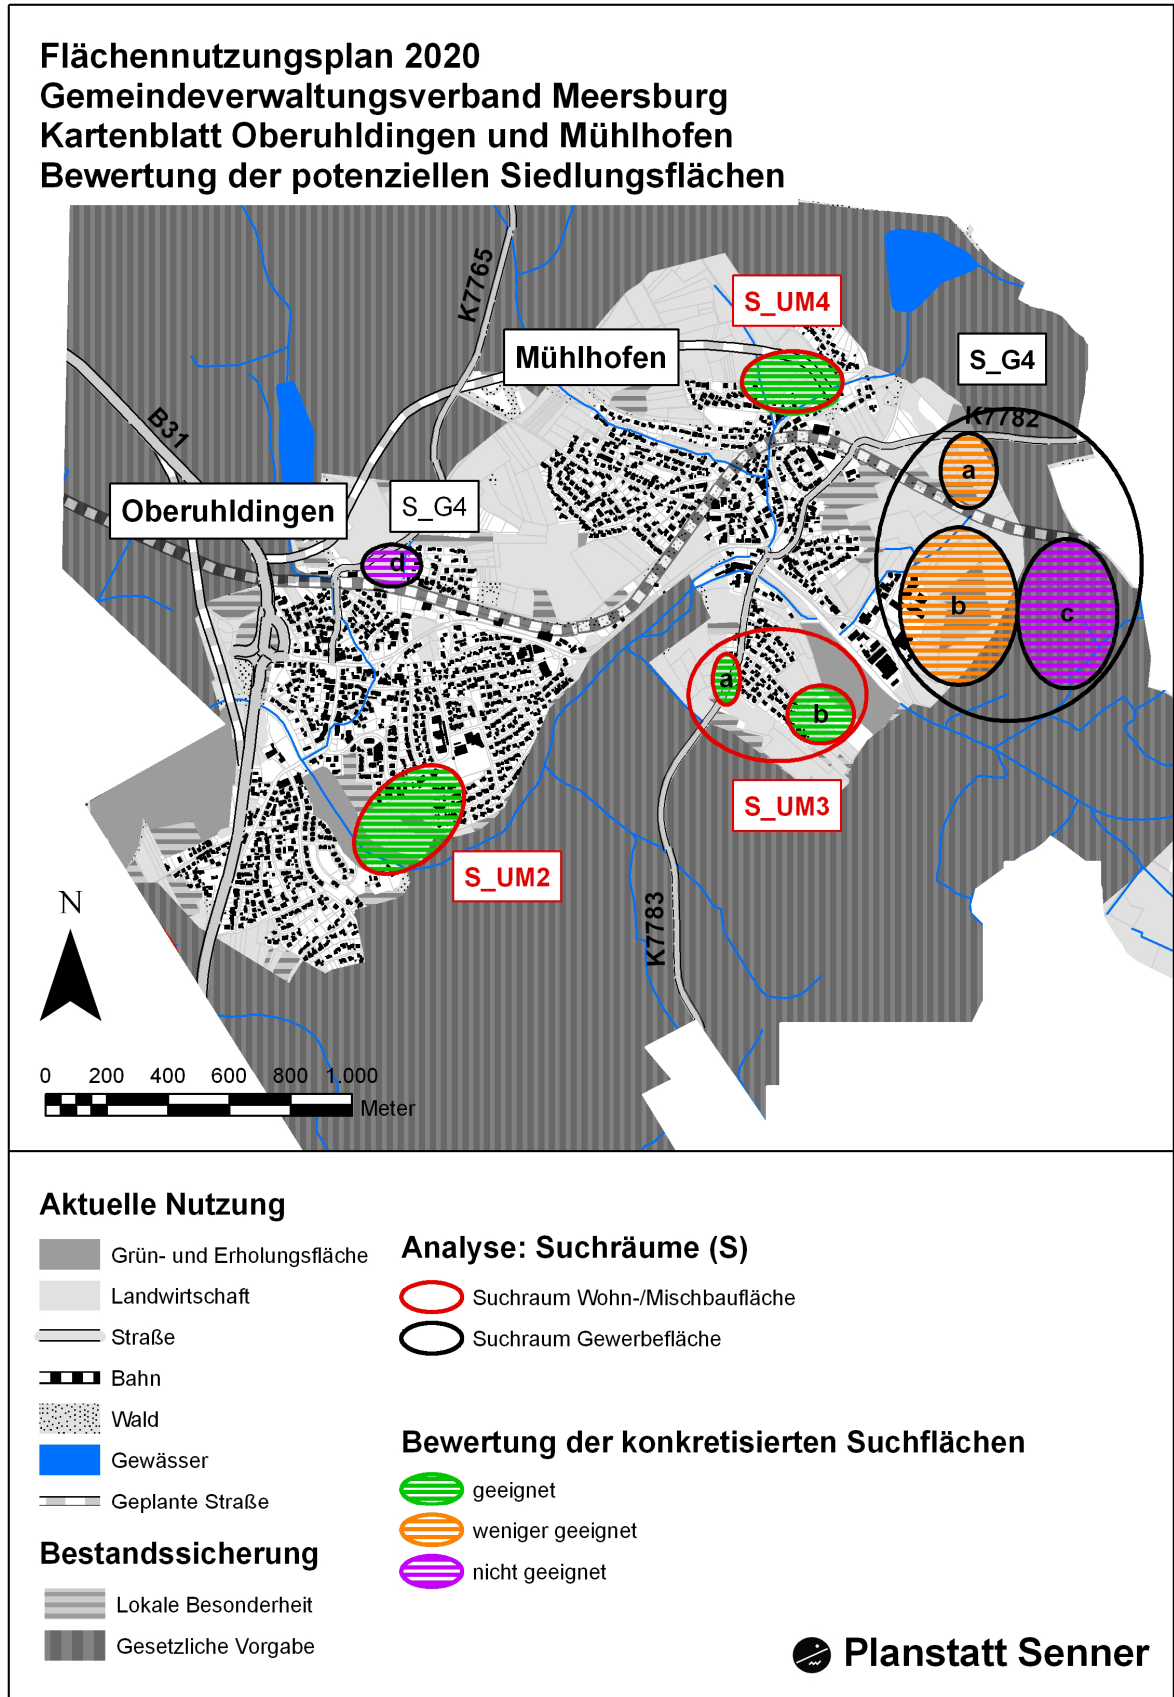 Flächennutzungsplan 2020
Gemeindeverwaltungsverband Meersburg
Kartenblatt Oberuhldingen und Mühlhofen
Bewertung der potenziellen Siedlungsflächen
K7765
S_UM4
Mühlhofen
S_G4
B31
K7782
a
Oberuhldingen
S_G4
d
b
c
a
b
S_UM3
S_UM2
N
K7783
0 200 400 600 800 1.000
Meter
Aktuelle Nutzung
Grün- und Erholungsfläche
Landwirtschaft
Straße
Bahn
Wald
Gewässer
Geplante Straße
Bestandssicherung
Lokale Besonderheit
Gesetzliche Vorgabe
Analyse: Suchräume (S)
Suchraum Wohn-/Mischbaufläche
Suchraum Gewerbefläche
Bewertung der konkretisierten Suchflächen
geeignet
weniger geeignet
nicht geeignet
Planstatt Senner